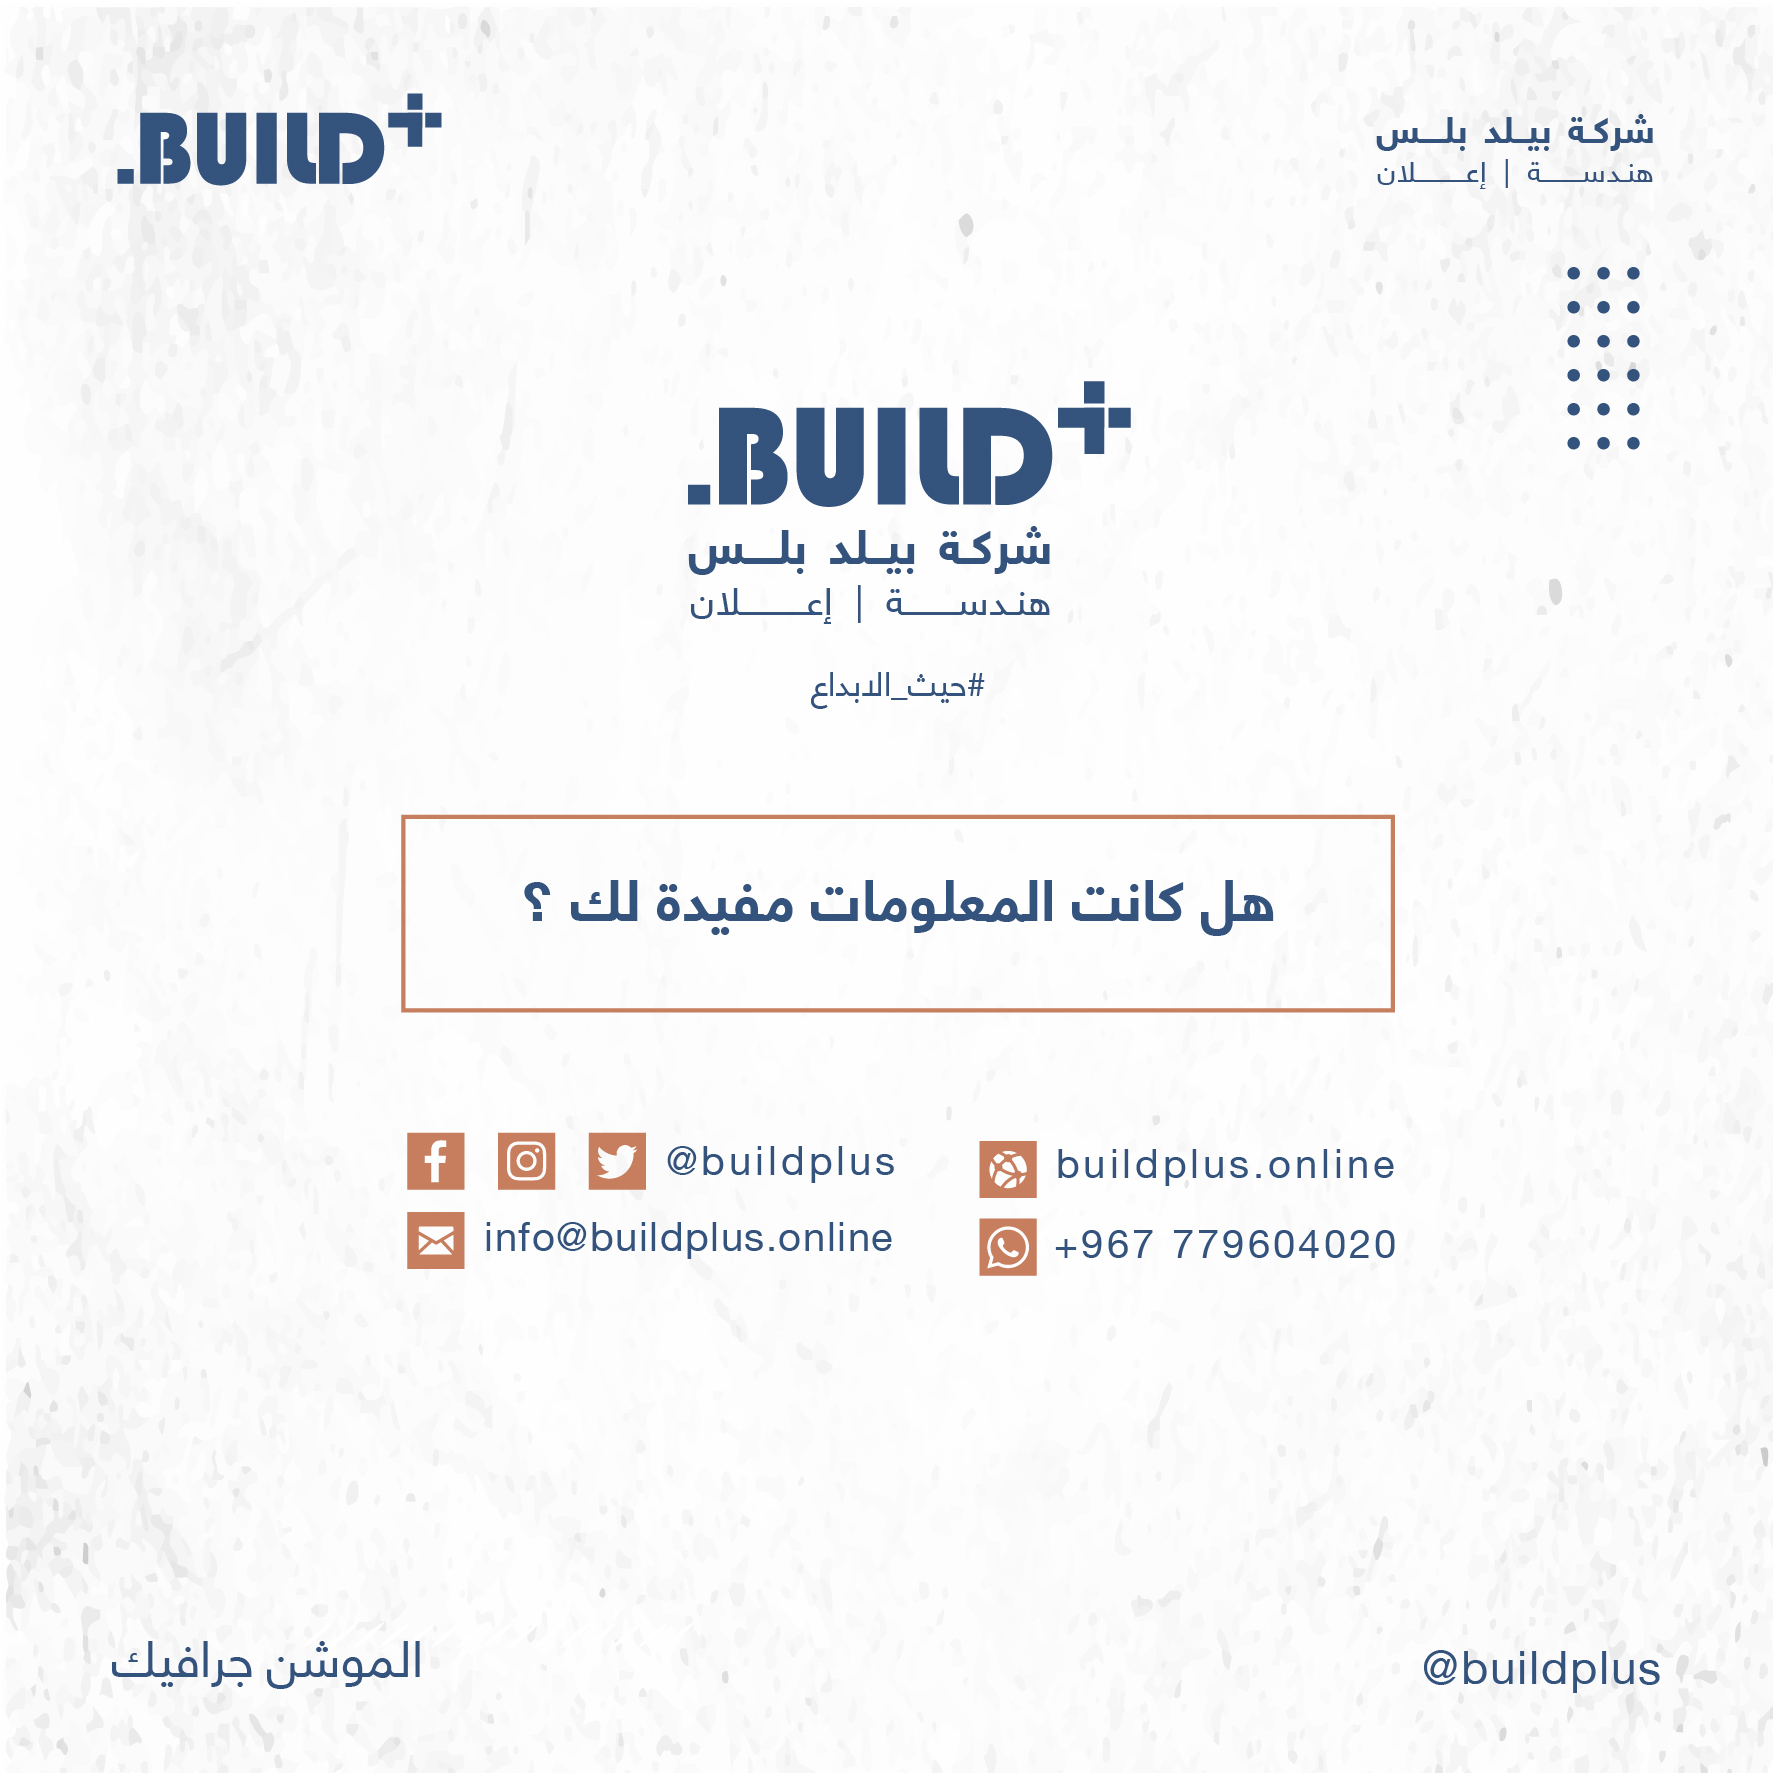 .BUILD+
شركة بيلد بلس
هندسة | إعلان
.BUILD+
شركة بيلد بلس
هندسة | إعلان
#حيث_الابداع
هل كانت المعلومات مفيدة لك ؟
@buildplus
buildplus.online
info@buildplus.online
+967 779604020
الموشن جرافيك
@buildplus